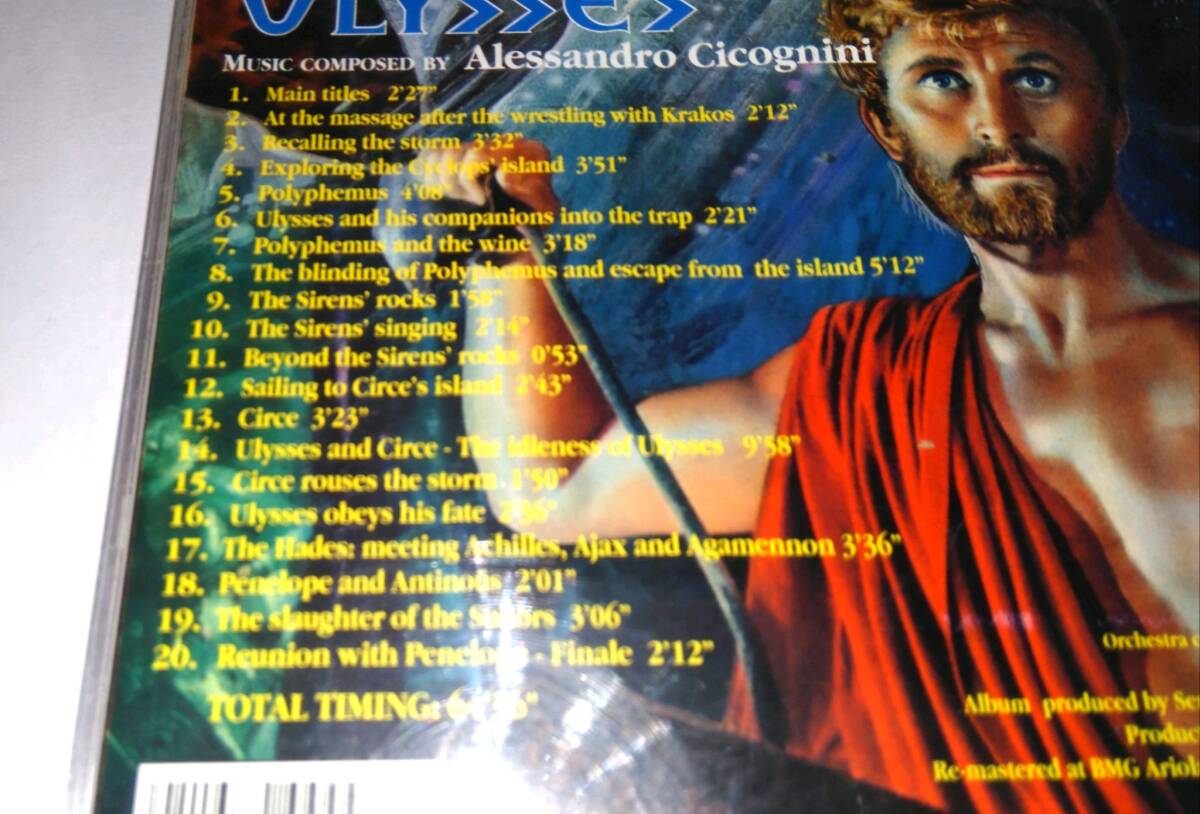 ULYSSES
MUSIC COMPOSED BY Alessandro Cicognini
1. Main titles 2'27"
2. At the massage after the wrestling with Krakos 2'12"
3. Recalling the storm 3'32"
4. Exploring the Cyclops' island 3'51"
5. Polyphemus 4'08"
6. Ulysses and his companions into the trap 2'21"
7. Polyphemus and the wine 3'18"
8. The blinding of Polyphemus and escape from the island 5'12"
9. The Sirens' rocks 1'58"
10. The Sirens' singing 2'14"
11. Beyond the Sirens' rocks 0'53"
12. Sailing to Circe's island 2'43"
13. Circe 3'23"
14. Ulysses and Circe - The idleness of Ulysses 9'58"
15. Circe rouses the storm 1'50"
16. Ulysses obeys his fate
17. The Hades: meeting Achilles, Ajax and Agamennon 3'36"
18. Penelope and Antinous 2'01"
19. The slaughter of the Suitors 3'06"
20. Reunion with Penelope - Finale 2'12"
TOTAL TIMING:
Orchestra
Album produced by Se
Produc
Re-mastered at BMG Ariol